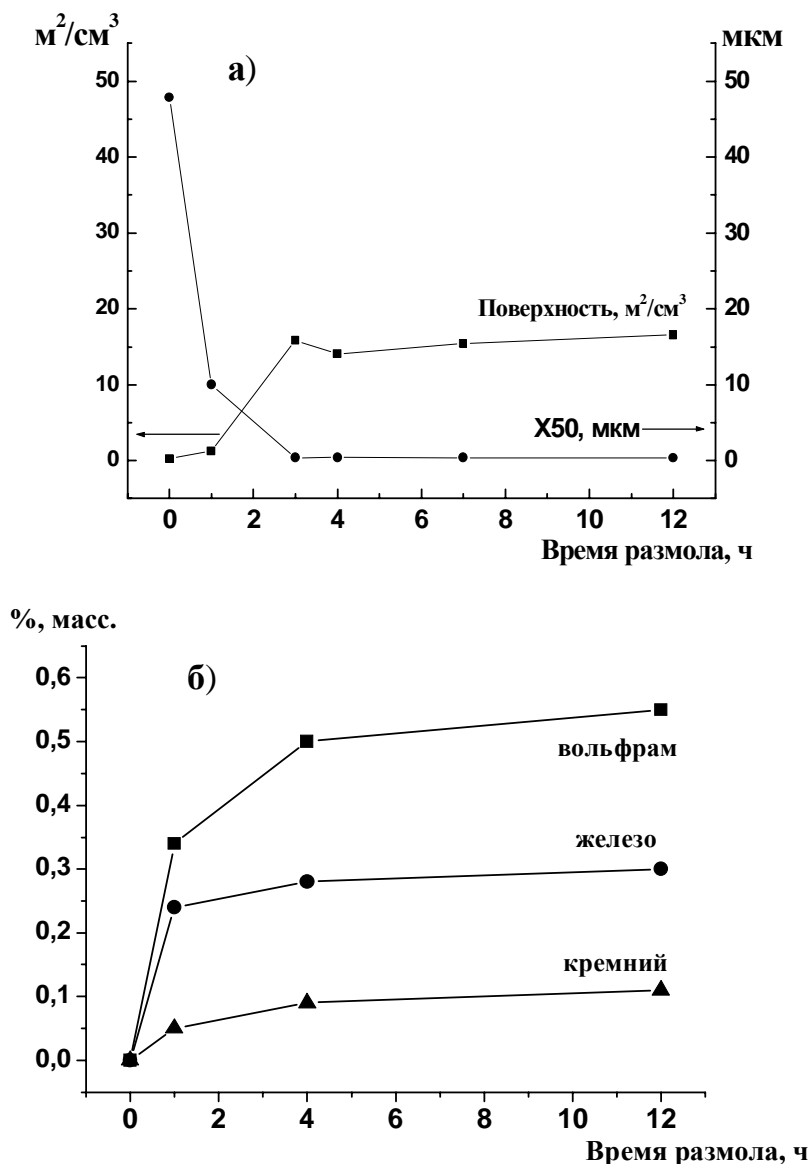 м²/см³
мкм
а)
50 50
40 40
30 30
20 20
Поверхность, м²/см³
10 10
Х50, мкм
0 0
0 2 4 6 8 10 12
Время размола, ч
%, масс.
б)
0,6
0,5
вольфрам
0,4
железо
0,3
0,2
кремний
0,1
0,0
0 2 4 6 8 10 12
Время размола, ч